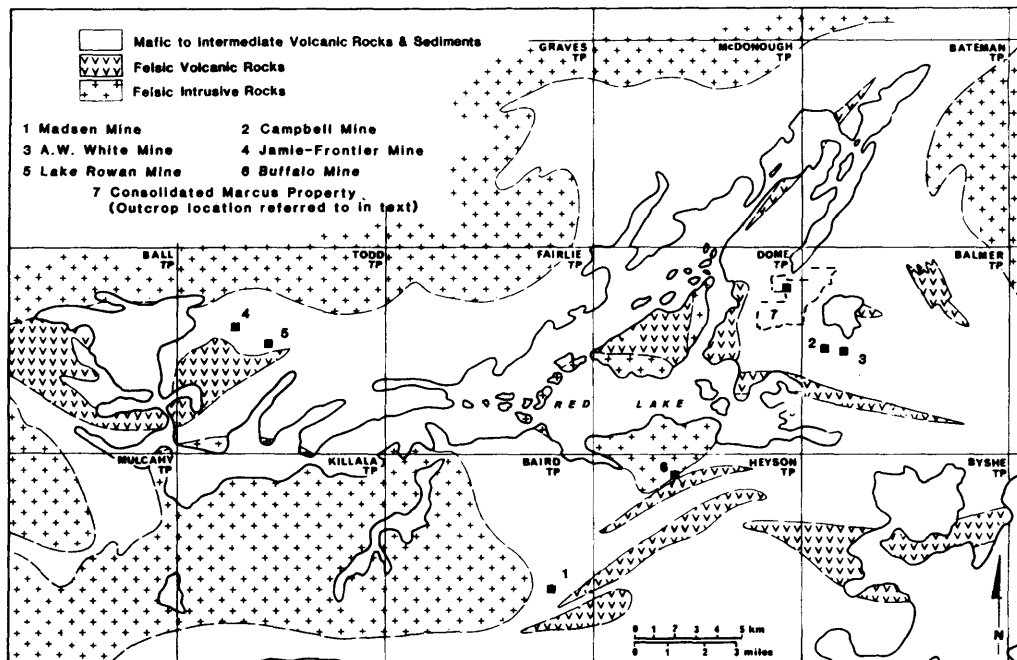 Mafic to Intermediate Volcanic Rocks & Sediments
Felsic Volcanic Rocks
Felsic Intrusive Rocks
1 Madsen Mine
2 Campbell Mine
3 A.W. White Mine
4 Jamie-Frontier Mine
5 Lake Rowan Mine
6 Buffalo Mine
7 Consolidated Marcus Property
(Outcrop location referred to in text)
GRAVES TP
McDONOUGH TP
BATEMAN TP
BALL TP
TODD TP
FAIRLIE TP
DOME TP
BALMER TP
7
4
5
2
3
RED LAKE
MULCAHY TP
KILLALA TP
BAIRD TP
HEYSON TP
BYSHE TP
6
1
0 1 2 3 4 5 km
0 1 2 3 miles
N